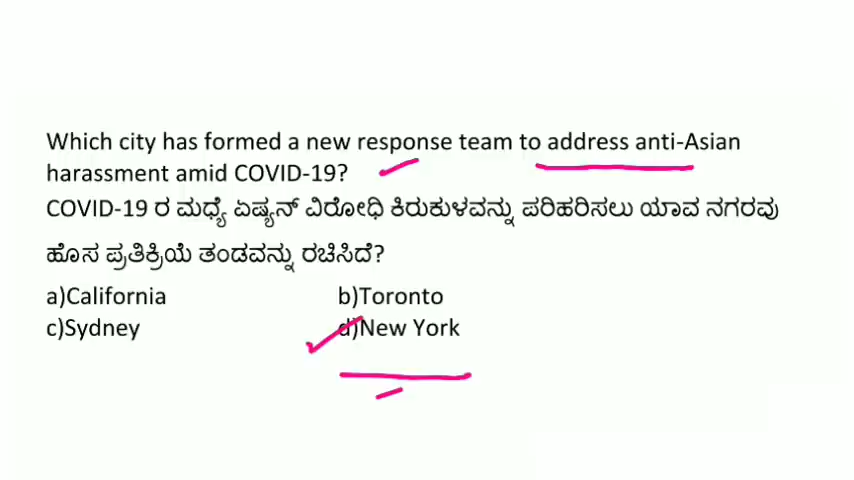 Which city has formed a new response team to address anti-Asian
harassment amid COVID-19?
COVID-19 ರ ಮಧ್ಯೆ ಏಷ್ಯನ್ ವಿರೋಧಿ ಕಿರುಕುಳವನ್ನು ಪರಿಹರಿಸಲು ಯಾವ ನಗರವು
ಹೊಸ ಪ್ರತಿಕ್ರಿಯೆ ತಂಡವನ್ನು ರಚಿಸಿದೆ?
a)California b)Toronto
c)Sydney d)New York